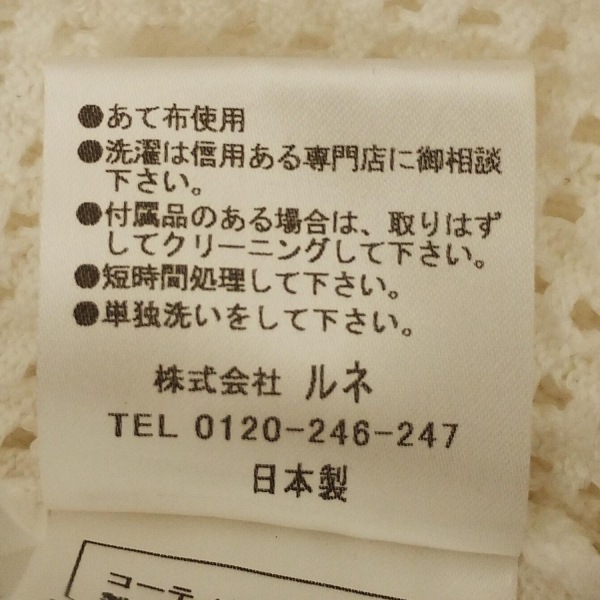 ●あて布使用
●洗濯は信用ある専門店に御相談
下さい。
●付属品のある場合は、取りはず
してクリーニングして下さい。
●短時間処理して下さい。
●単独洗いをして下さい。
株式会社 ルネ
TEL 0120-246-247
日本製
コーティ